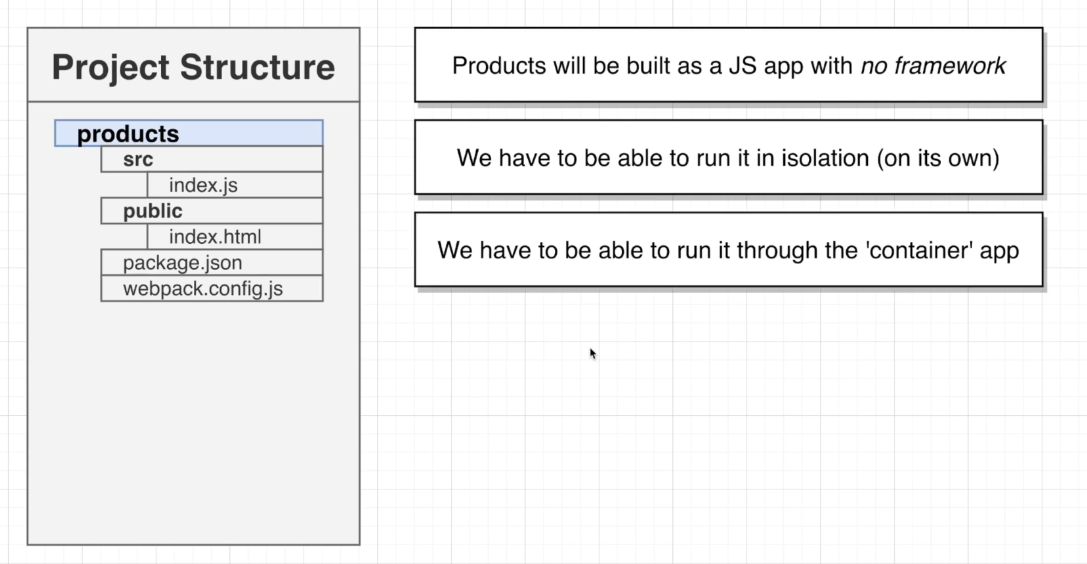 Project Structure
products
src
index.js
public
index.html
package.json
webpack.config.js
Products will be built as a JS app with no framework
We have to be able to run it in isolation (on its own)
We have to be able to run it through the 'container' app